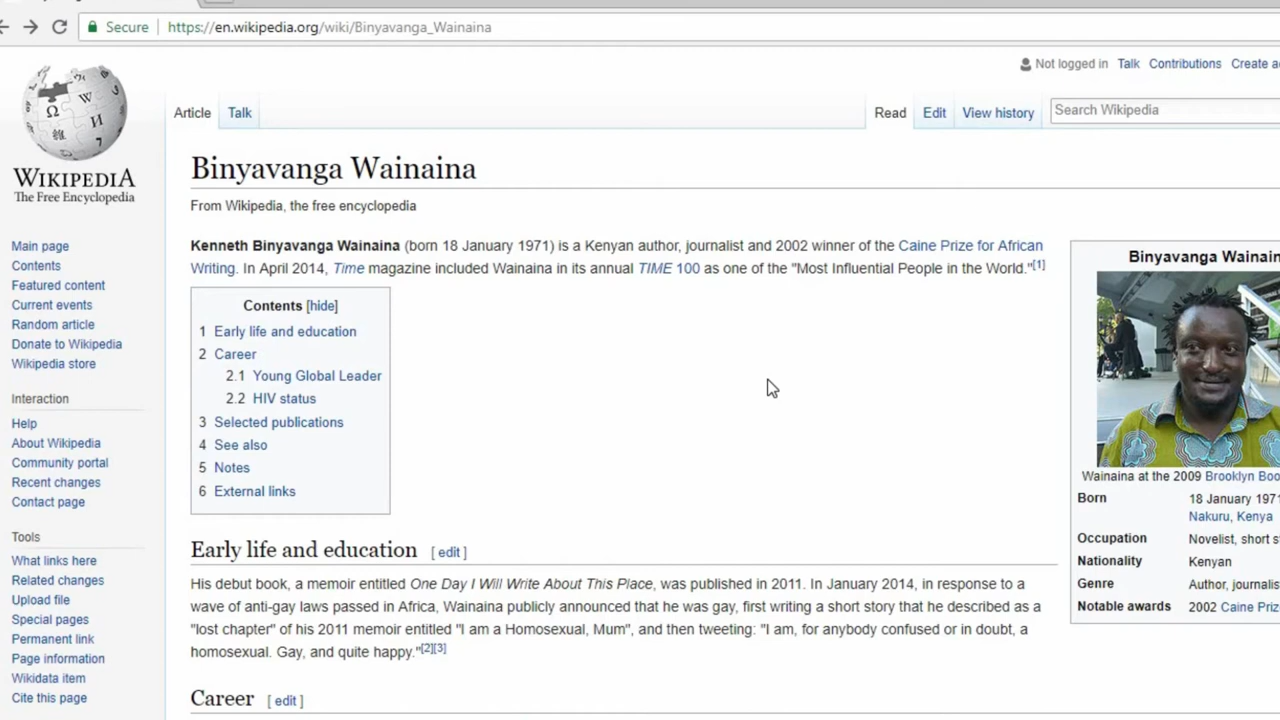 Secure https://en.wikipedia.org/wiki/Binyavanga_Wainaina
Not logged in Talk Contributions Create
Article Talk Read Edit View history Search Wikipedia
WIKIPEDIA
The Free Encyclopedia
Main page
Contents
Featured content
Current events
Random article
Donate to Wikipedia
Wikipedia store
Interaction
Help
About Wikipedia
Community portal
Recent changes
Contact page
Tools
What links here
Related changes
Upload file
Special pages
Permanent link
Page information
Wikidata item
Cite this page
Binyavanga Wainaina
From Wikipedia, the free encyclopedia
Kenneth Binyavanga Wainaina (born 18 January 1971) is a Kenyan author, journalist and 2002 winner of the Caine Prize for African
Writing. In April 2014, Time magazine included Wainaina in its annual TIME 100 as one of the "Most Influential People in the World."[1]
Contents [hide]
1 Early life and education
2 Career
2.1 Young Global Leader
2.2 HIV status
3 Selected publications
4 See also
5 Notes
6 External links
Early life and education [ edit ]
His debut book, a memoir entitled One Day I Will Write About This Place, was published in 2011. In January 2014, in response to a
wave of anti-gay laws passed in Africa, Wainaina publicly announced that he was gay, first writing a short story that he described as a
"lost chapter" of his 2011 memoir entitled "I am a Homosexual, Mum", and then tweeting: "I am, for anybody confused or in doubt, a
homosexual. Gay, and quite happy."[2][3]
Career [ edit ]
Binyavanga Wainain
Wainaina at the 2009 Brooklyn Boo
Born 18 January 1971
Nakuru, Kenya
Occupation Novelist, short s
Nationality Kenyan
Genre Author, journalis
Notable awards 2002 Caine Priz